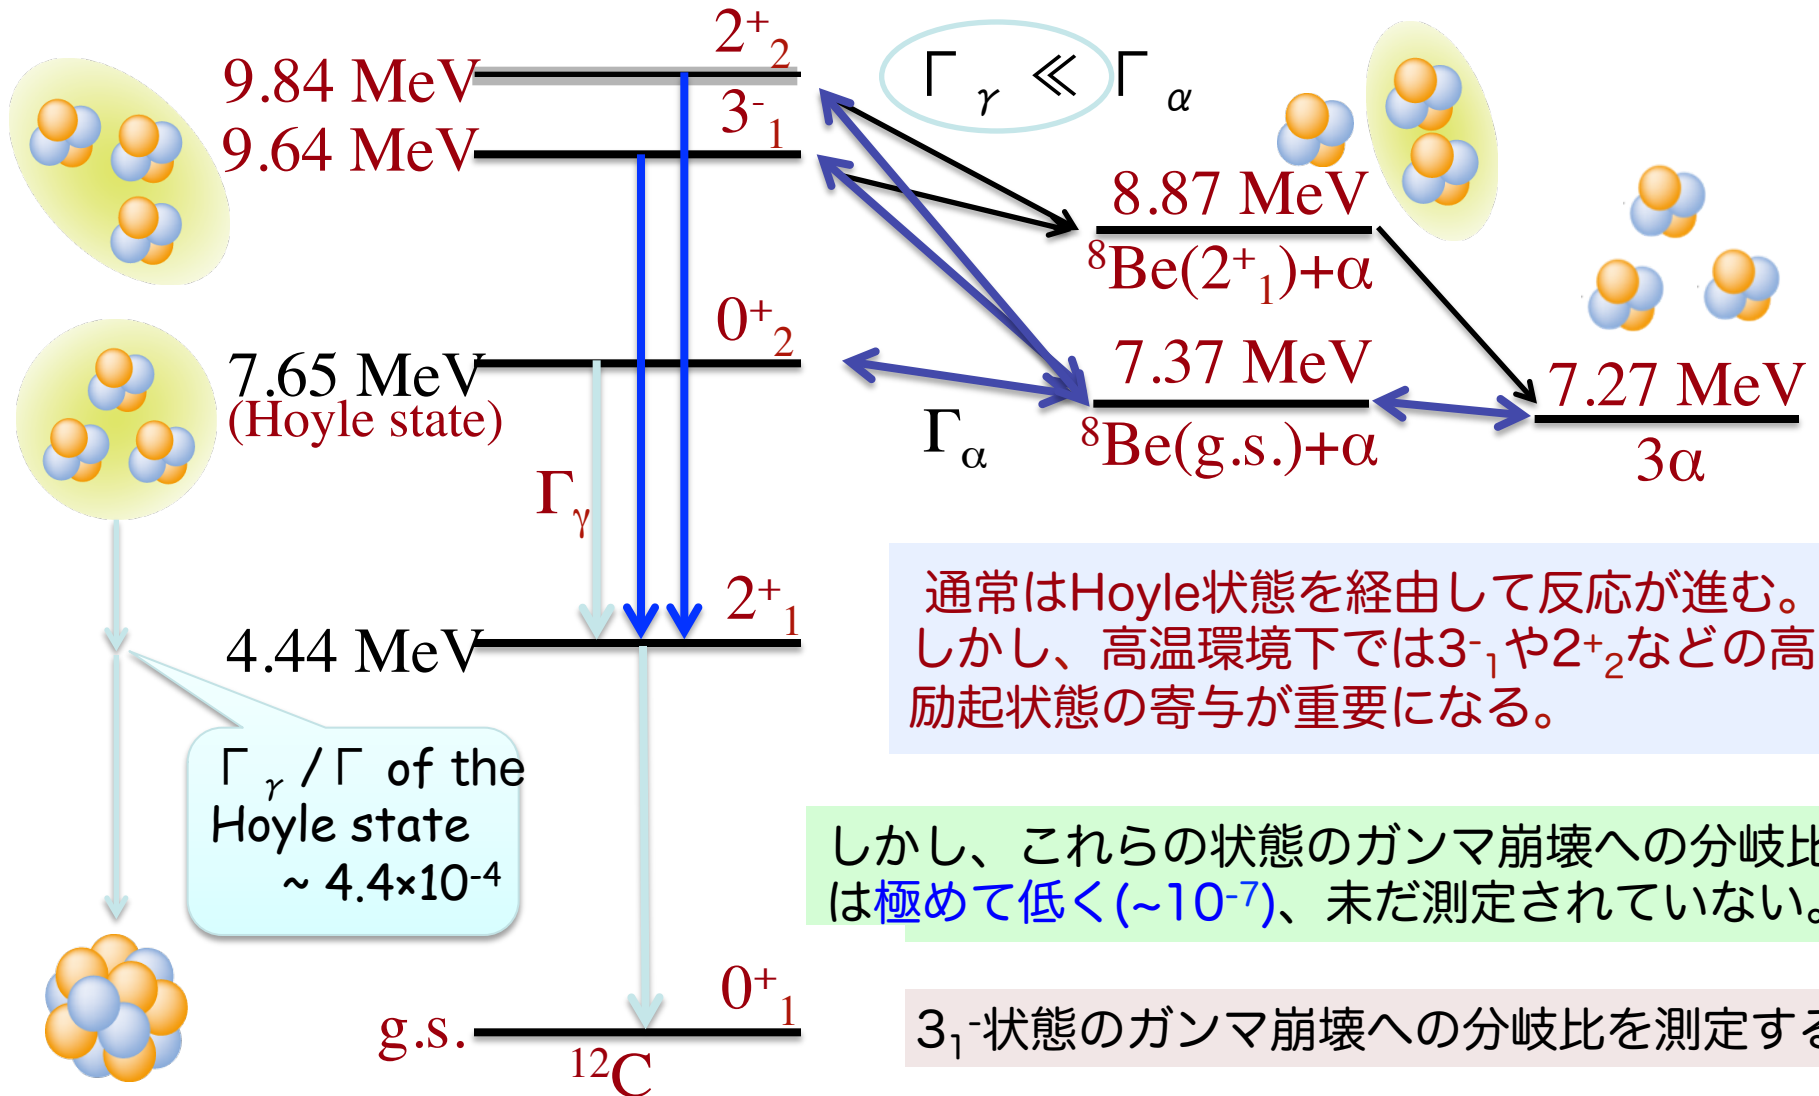 2⁺₂
9.84 MeV
Γγ ≪ Γα
3⁻₁
9.64 MeV
8.87 MeV
⁸Be(2⁺₁)+α
0⁺₂
7.65 MeV
(Hoyle state)
7.37 MeV
⁸Be(g.s.)+α
7.27 MeV
3α
Γα
Γγ
2⁺₁
4.44 MeV
通常はHoyle状態を経由して反応が進む。
しかし、高温環境下では3⁻₁や2⁺₂などの高
励起状態の寄与が重要になる。
Γγ /Γ of the
Hoyle state
~ 4.4×10⁻⁴
しかし、これらの状態のガンマ崩壊への分岐比
は極めて低く(~10⁻⁷)、未だ測定されていない。
0⁺₁
g.s.
¹²C
3₁⁻状態のガンマ崩壊への分岐比を測定する